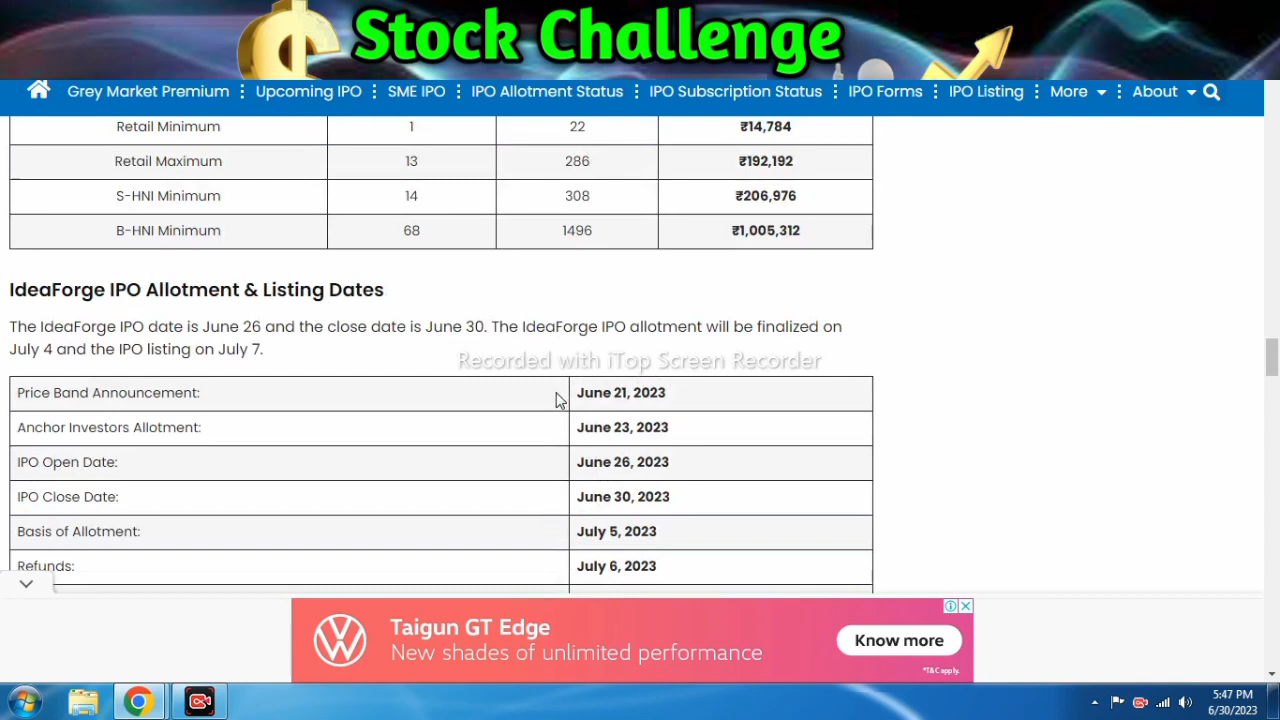 Stock Challenge
Grey Market Premium Upcoming IPO SME IPO IPO Allotment Status IPO Subscription Status IPO Forms IPO Listing More About
Retail Minimum 1 22 ₹14,784
Retail Maximum 13 286 ₹192,192
S-HNI Minimum 14 308 ₹206,976
B-HNI Minimum 68 1496 ₹1,005,312
IdeaForge IPO Allotment & Listing Dates
The IdeaForge IPO date is June 26 and the close date is June 30. The IdeaForge IPO allotment will be finalized on
July 4 and the IPO listing on July 7.
Recorded with iTop Screen Recorder
Price Band Announcement: June 21, 2023
Anchor Investors Allotment: June 23, 2023
IPO Open Date: June 26, 2023
IPO Close Date: June 30, 2023
Basis of Allotment: July 5, 2023
Refunds: July 6, 2023
Taigun GT Edge
New shades of unlimited performance
Know more
*T&C apply.
5:47 PM
6/30/2023